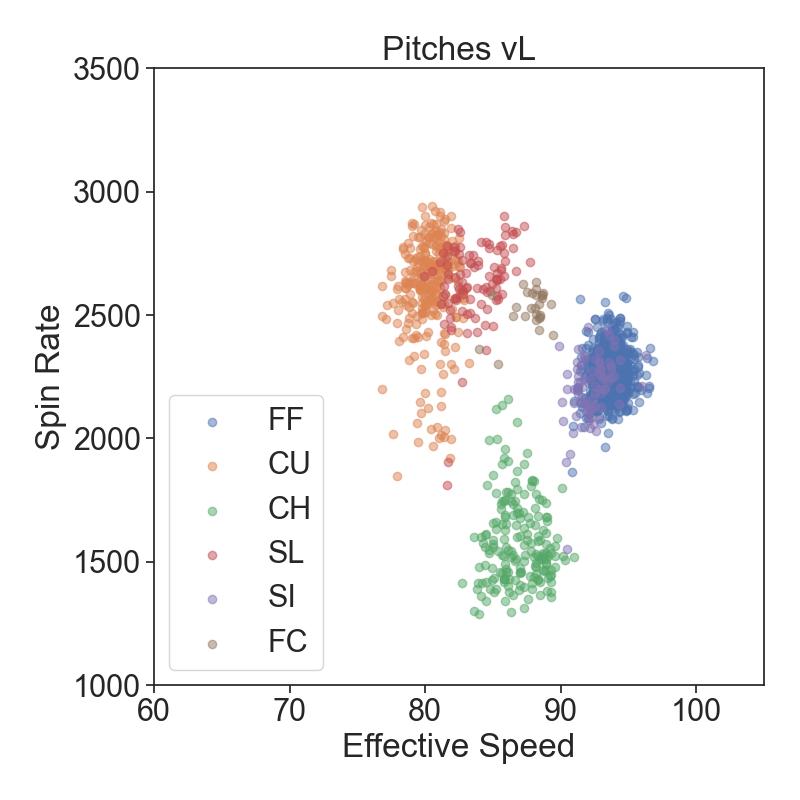 Pitches vL
3500
3000
2500
2000
1500
1000
Spin Rate
FF
CU
CH
SL
SI
FC
60 70 80 90 100
Effective Speed